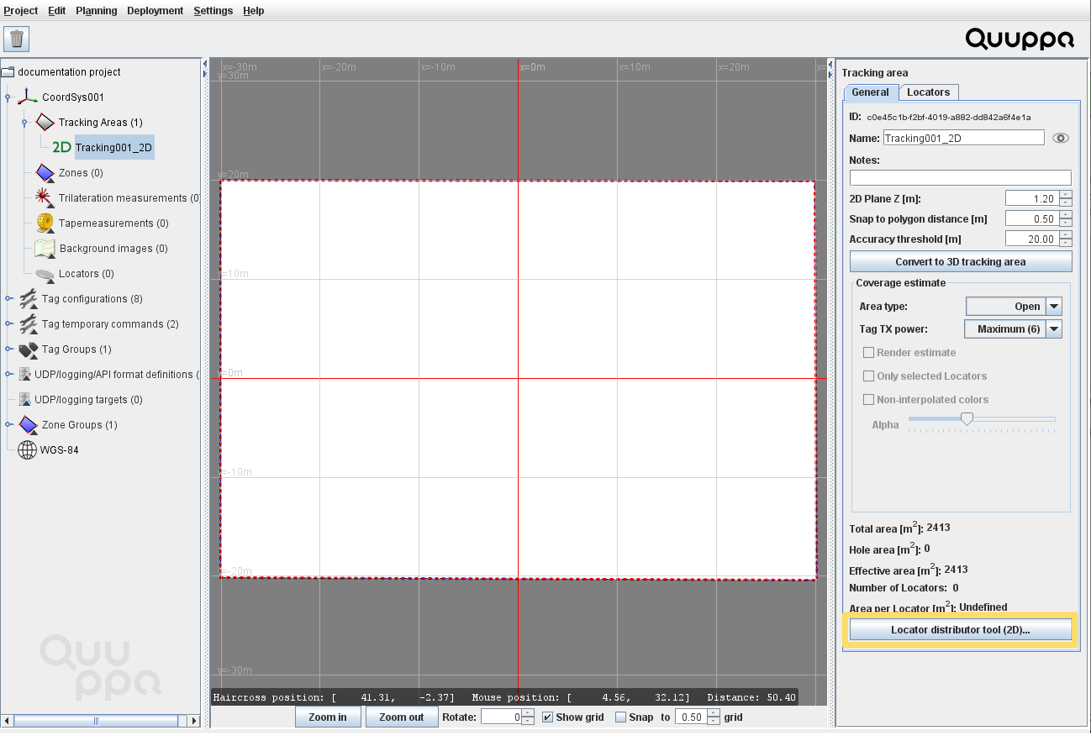 Project Edit Planning Deployment Settings Help
Quuppa
documentation project
CoordSys001
Tracking Areas (1)
2D Tracking001_2D
Zones (0)
Trilateration measurements (0
Tapemeasurements (0)
Background images (0)
Locators (0)
Tag configurations (8)
Tag temporary commands (2)
Tag Groups (1)
UDP/logging/API format definitions (
UDP/logging targets (0)
Zone Groups (1)
WGS-84
Quuppa
x=-30m x=-20m x=-10m x=0m x=10m x=20m x=
y=30m
y=20m
y=10m
y=0m
y=-10m
y=-20m
y=-30m
Haircross position: [ 41.31, -2.37] Mouse position: [ 4.56, 32.12] Distance: 50.40
Zoom in Zoom out Rotate: 0 Show grid Snap to 0.50 grid
Tracking area
General Locators
ID: c0e45c1b-f2bf-4019-a882-dd842a6f4e1a
Name: Tracking001_2D
Notes:
2D Plane Z [m]: 1.20
Snap to polygon distance [m] 0.50
Accuracy threshold [m] 20.00
Convert to 3D tracking area
Coverage estimate
Area type: Open
Tag TX power: Maximum (6)
Render estimate
Only selected Locators
Non-interpolated colors
Alpha
Total area [m²]: 2413
Hole area [m²]: 0
Effective area [m²]: 2413
Number of Locators: 0
Area per Locator [m²]: Undefined
Locator distributor tool (2D)...